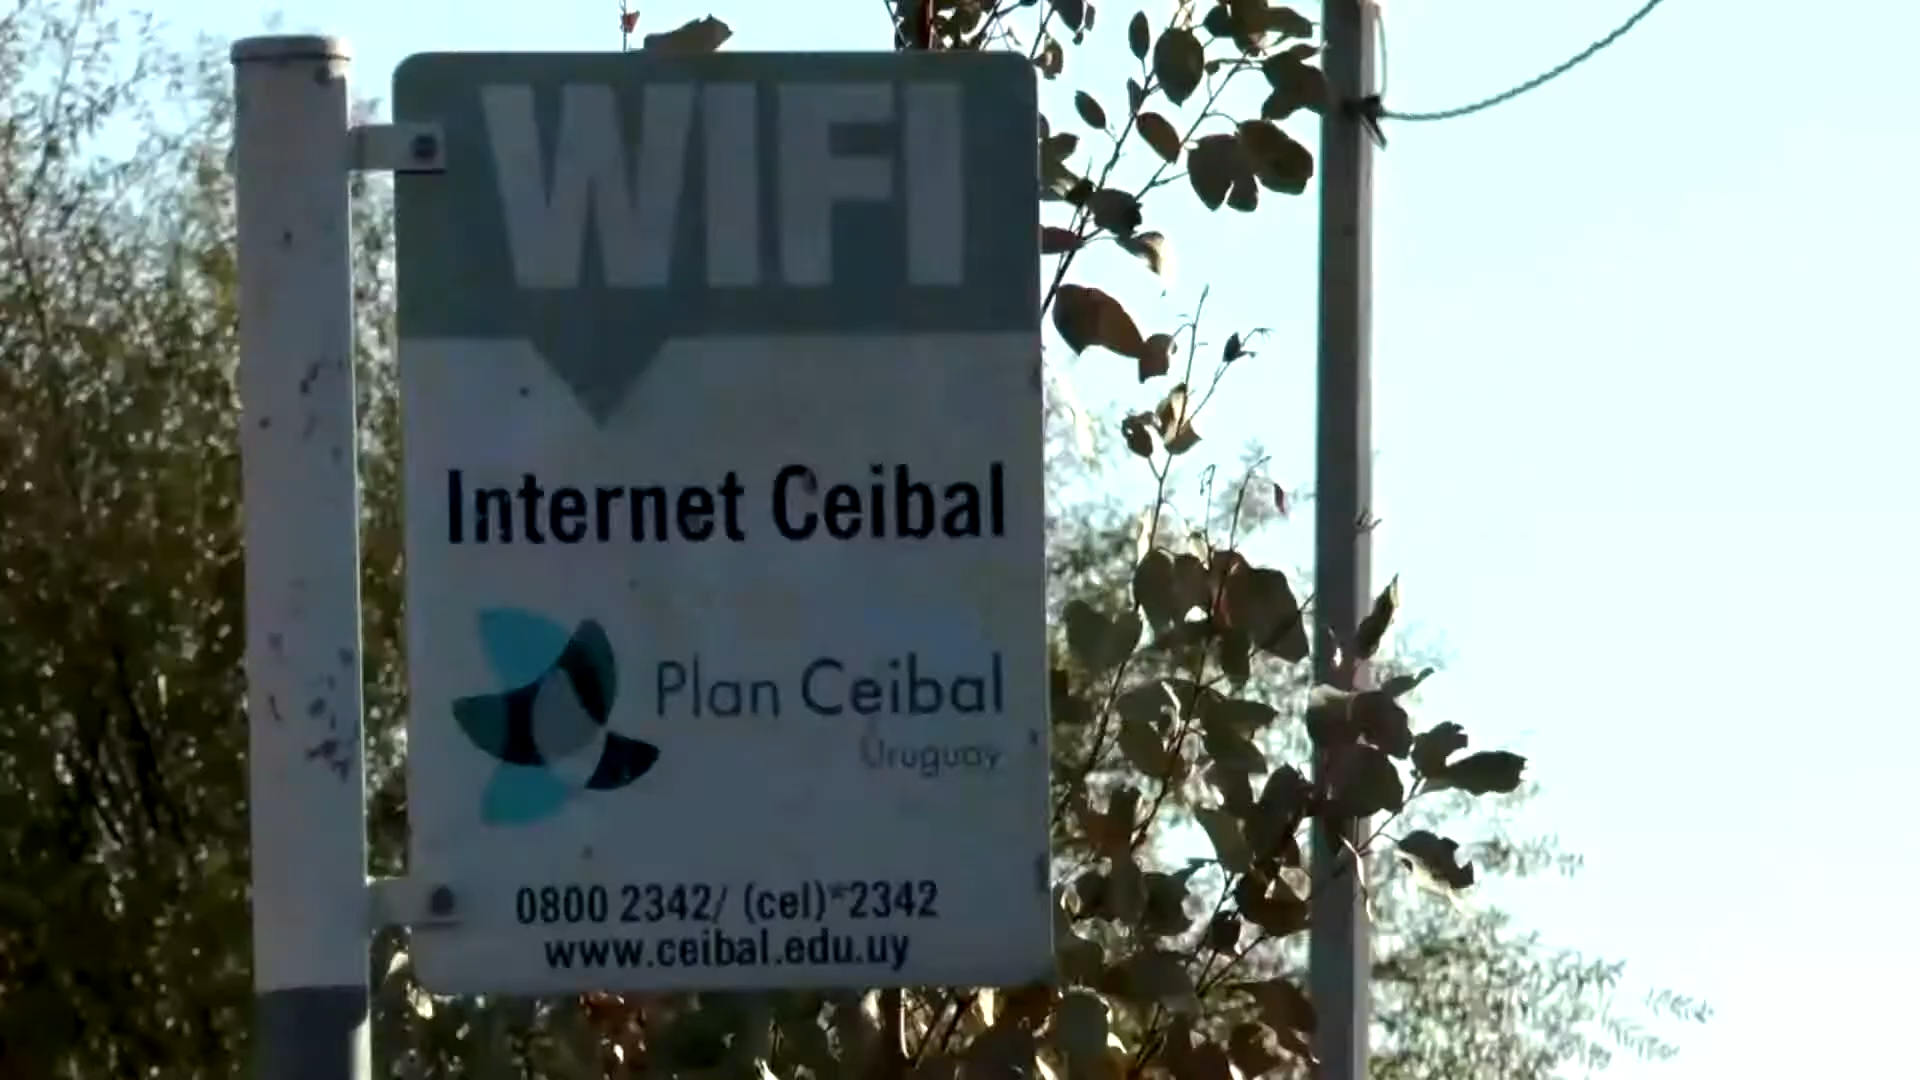 WIFI
Internet Ceibal
Plan Ceibal
Uruguay
0800 2342/ (cel)*2342
www.ceibal.edu.uy